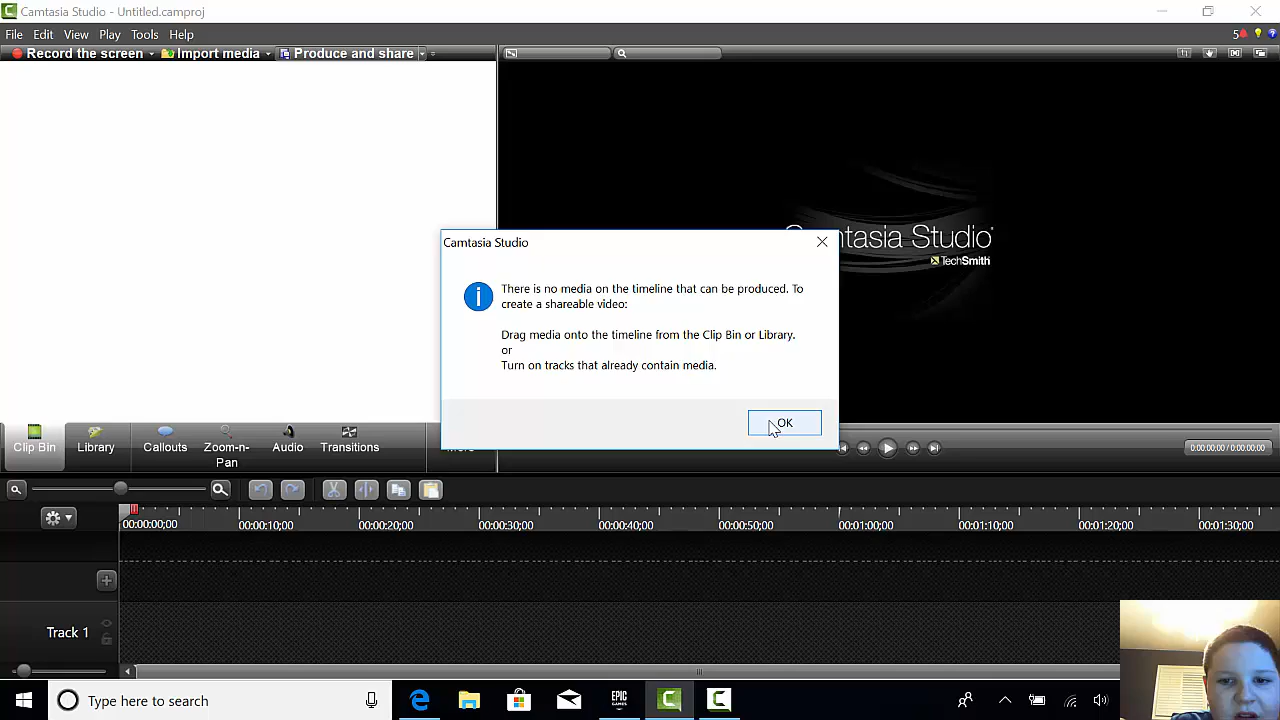 Camtasia Studio - Untitled.camproj
File Edit View Play Tools Help
5
Record the screen Import media Produce and share
Camtasia Studio
TechSmith
Camtasia Studio
There is no media on the timeline that can be produced. To
create a shareable video:
Drag media onto the timeline from the Clip Bin or Library.
or
Turn on tracks that already contain media.
OK
Clip Bin Library Callouts Zoom-n-
Pan Audio Transitions
0:00:00;00 / 0:00:00;00
00:00:00;00 00:00:10;00 00:00:20;00 00:00:30;00 00:00:40;00 00:00:50;00 00:01:00;00 00:01:10;00 00:01:20;00 00:01:30;00
Track 1
Type here to search
EPIC
GAMES